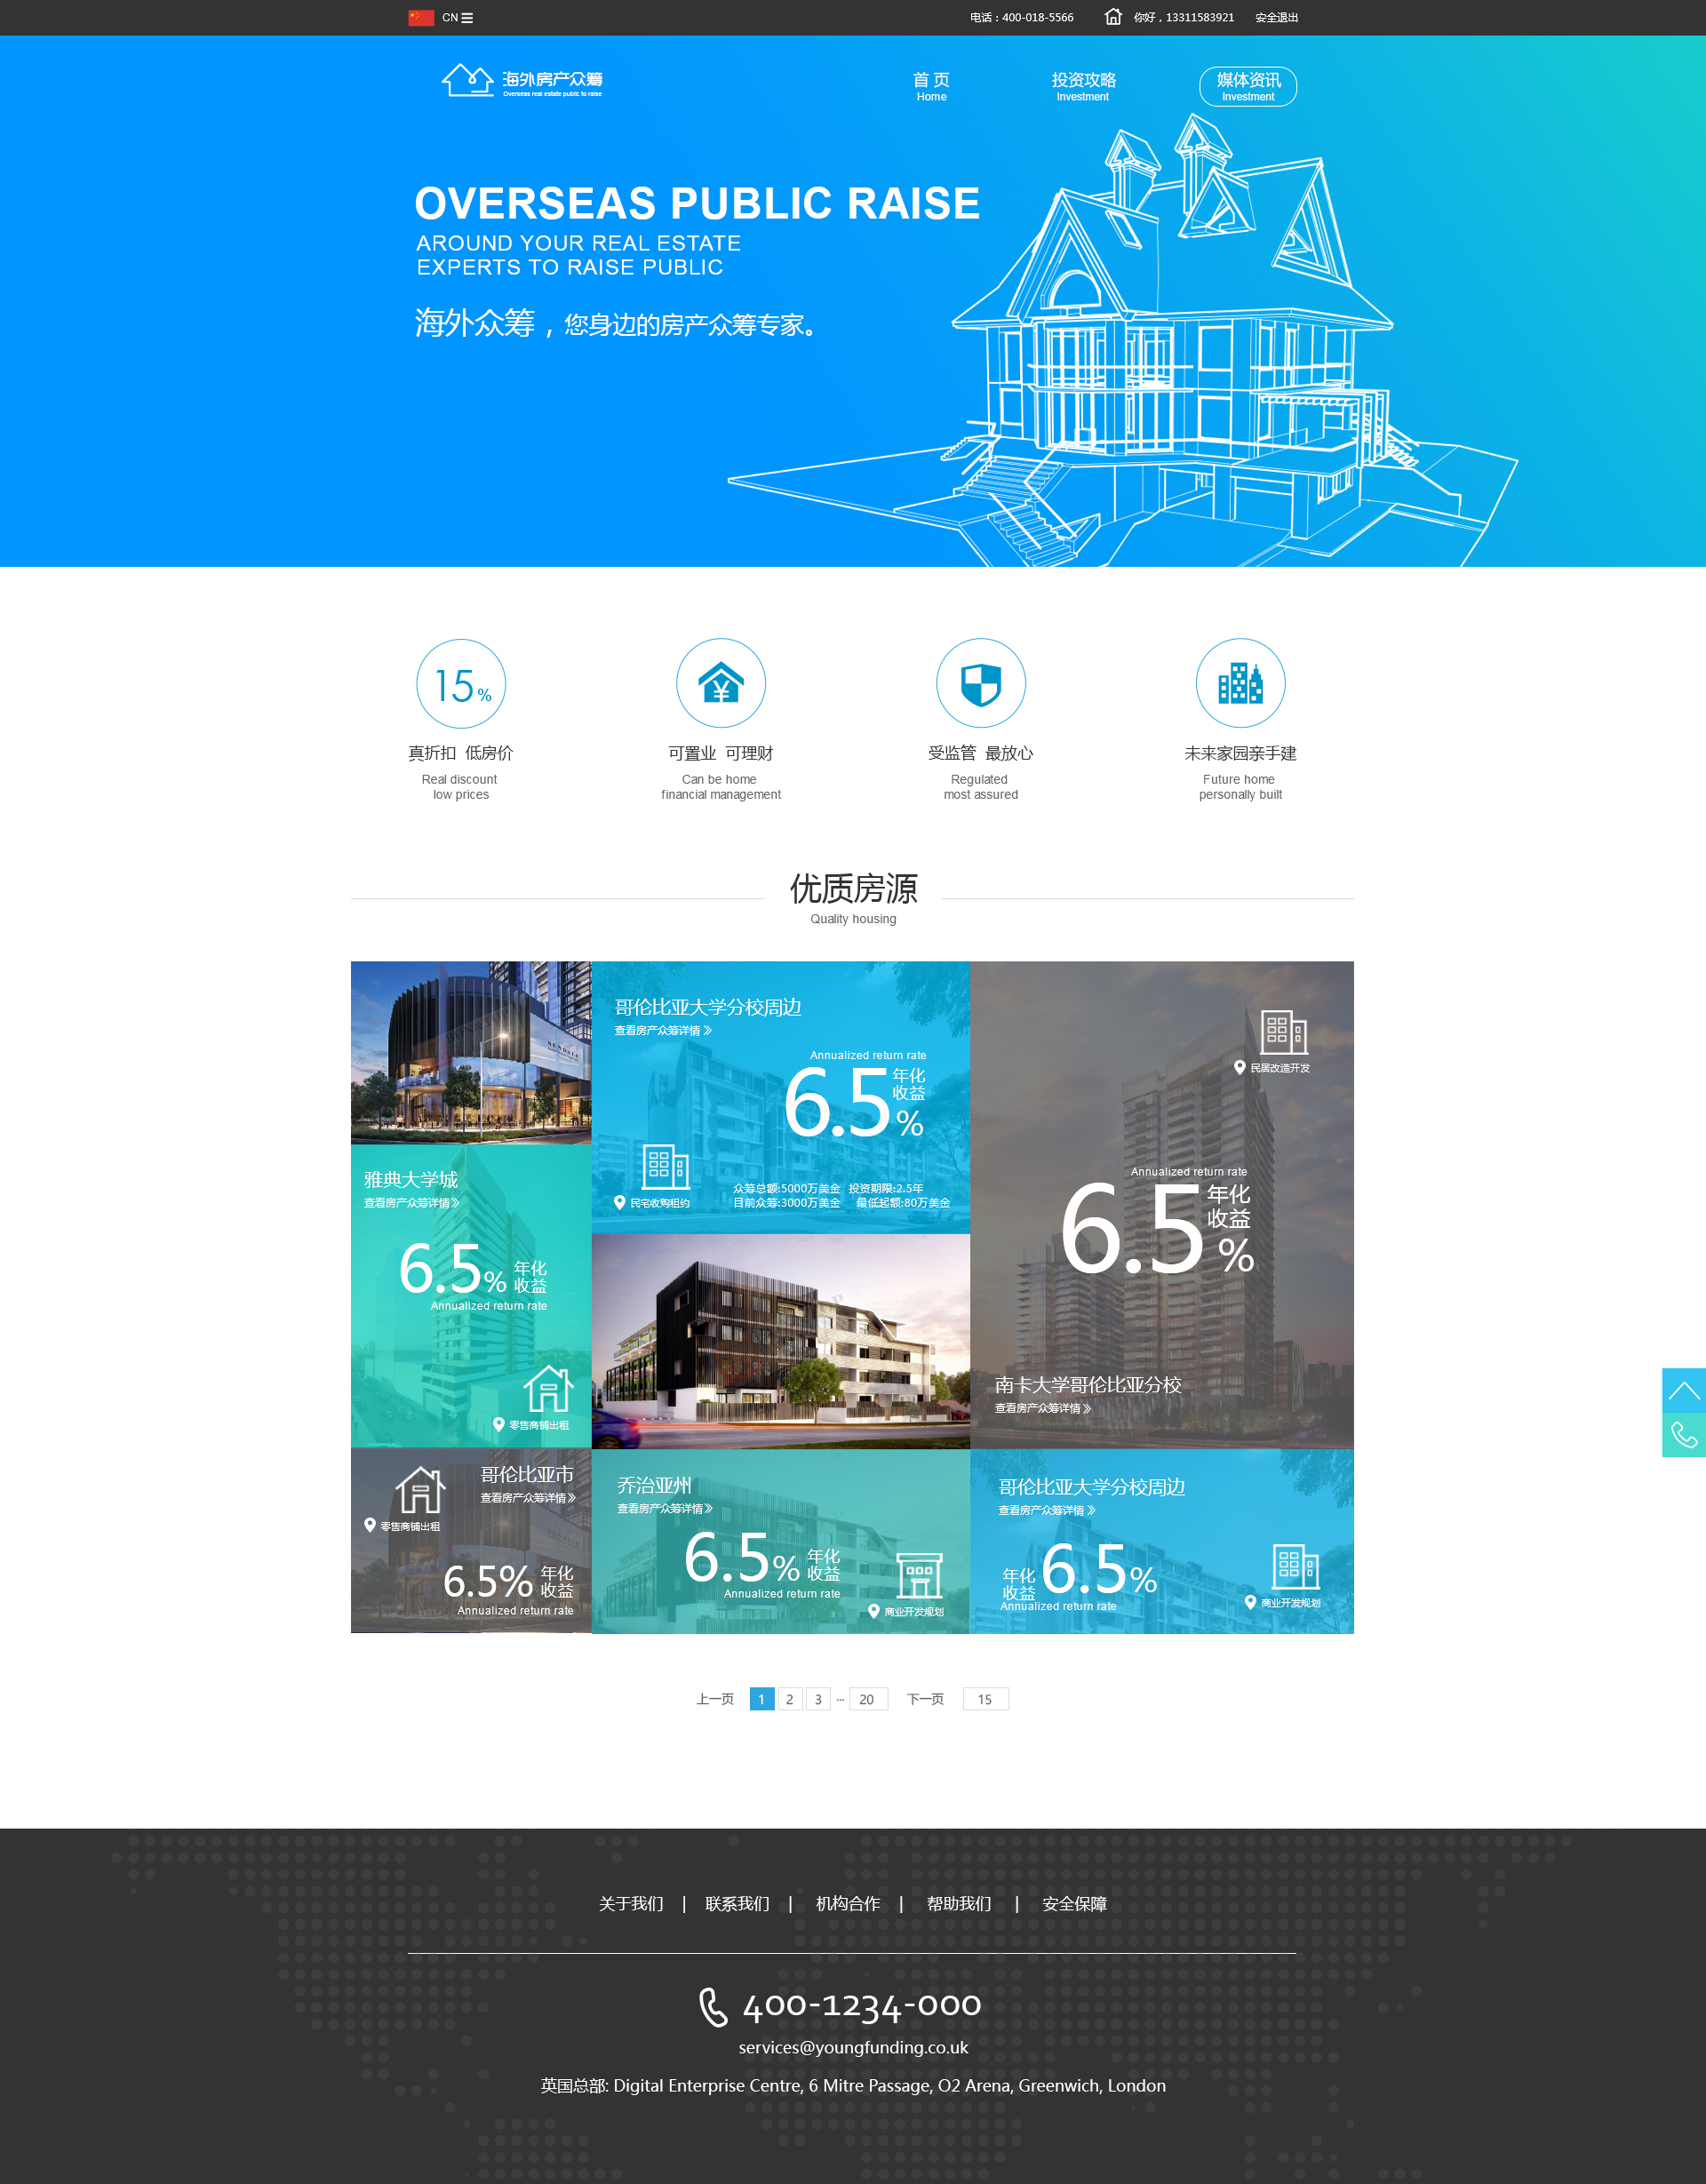 CN
电话：400-018-5566
你好，13311583921
安全退出
海外房产众筹
Overseas real estate public to raise
首 页
Home
投资攻略
Investment
媒体资讯
Investment
OVERSEAS PUBLIC RAISE
AROUND YOUR REAL ESTATE
EXPERTS TO RAISE PUBLIC
海外众筹，您身边的房产众筹专家。
15%
真折扣 低房价
Real discount
low prices
¥
可置业 可理财
Can be home
financial management
受监管 最放心
Regulated
most assured
未来家园亲手建
Future home
personally built
优质房源
Quality housing
哥伦比亚大学分校周边
查看房产众筹详情
Annualized return rate
6.5%
年化
收益
民宅收购租约
众筹总额:5000万美金 投资期限:2.5年
目前众筹:3000万美金 最低起额:80万美金
民居改造开发
Annualized return rate
6.5%
年化
收益
南卡大学哥伦比亚分校
查看房产众筹详情
雅典大学城
查看房产众筹详情
6.5%
年化
收益
Annualized return rate
零售商铺出租
哥伦比亚市
查看房产众筹详情
零售商铺出租
6.5%
年化
收益
Annualized return rate
乔治亚州
查看房产众筹详情
6.5%
年化
收益
Annualized return rate
商业开发规划
哥伦比亚大学分校周边
查看房产众筹详情
年化
收益
6.5%
Annualized return rate
商业开发规划
上一页 1 2 3 ... 20 下一页 15
关于我们 | 联系我们 | 机构合作 | 帮助我们 | 安全保障
400-1234-000
services@youngfunding.co.uk
英国总部: Digital Enterprise Centre, 6 Mitre Passage, O2 Arena, Greenwich, London